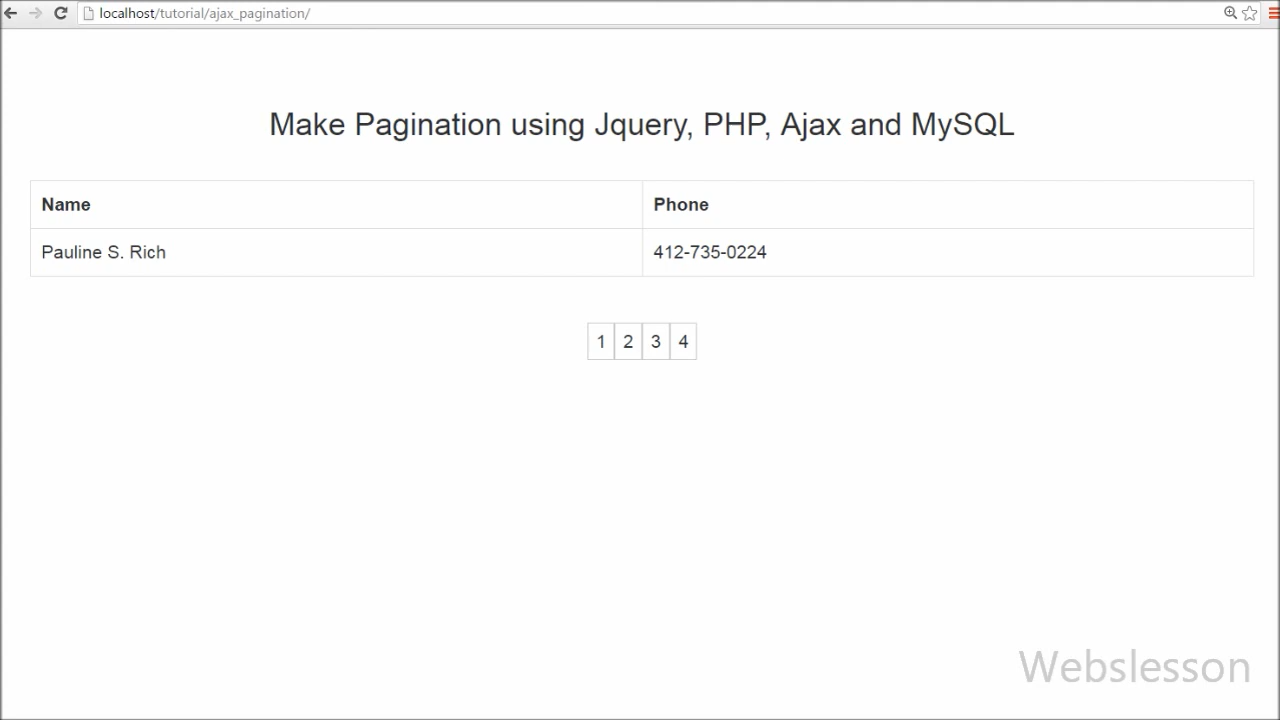 localhost/tutorial/ajax_pagination/
Make Pagination using Jquery, PHP, Ajax and MySQL
Name Phone
Pauline S. Rich 412-735-0224
1 2 3 4
Webslesson